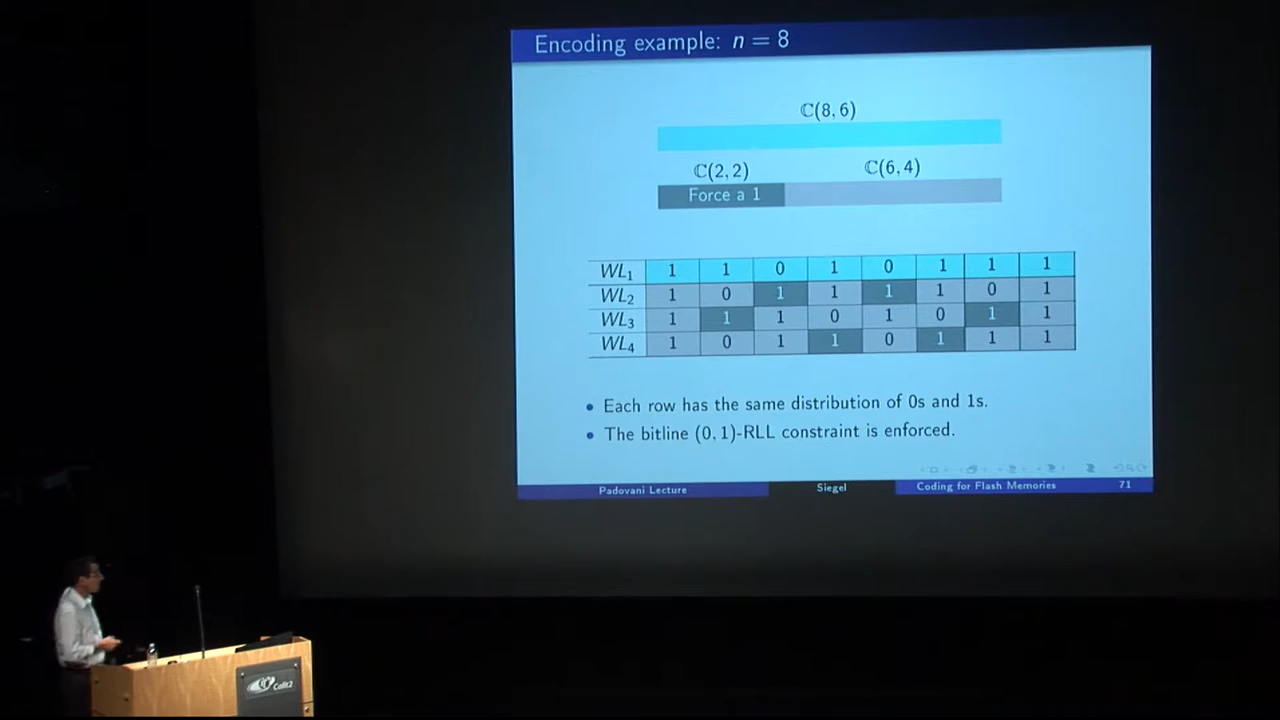 Encoding example: n = 8
ℂ(8, 6)
ℂ(2, 2) ℂ(6, 4)
Force a 1
WL₁ 1 1 0 1 0 1 1 1
WL₂ 1 0 1 1 1 1 0 1
WL₃ 1 1 1 0 1 0 1 1
WL₄ 1 0 1 1 0 1 1 1
• Each row has the same distribution of 0s and 1s.
• The bitline (0, 1)-RLL constraint is enforced.
Padovani Lecture Siegel Coding for Flash Memories 71
Calit2